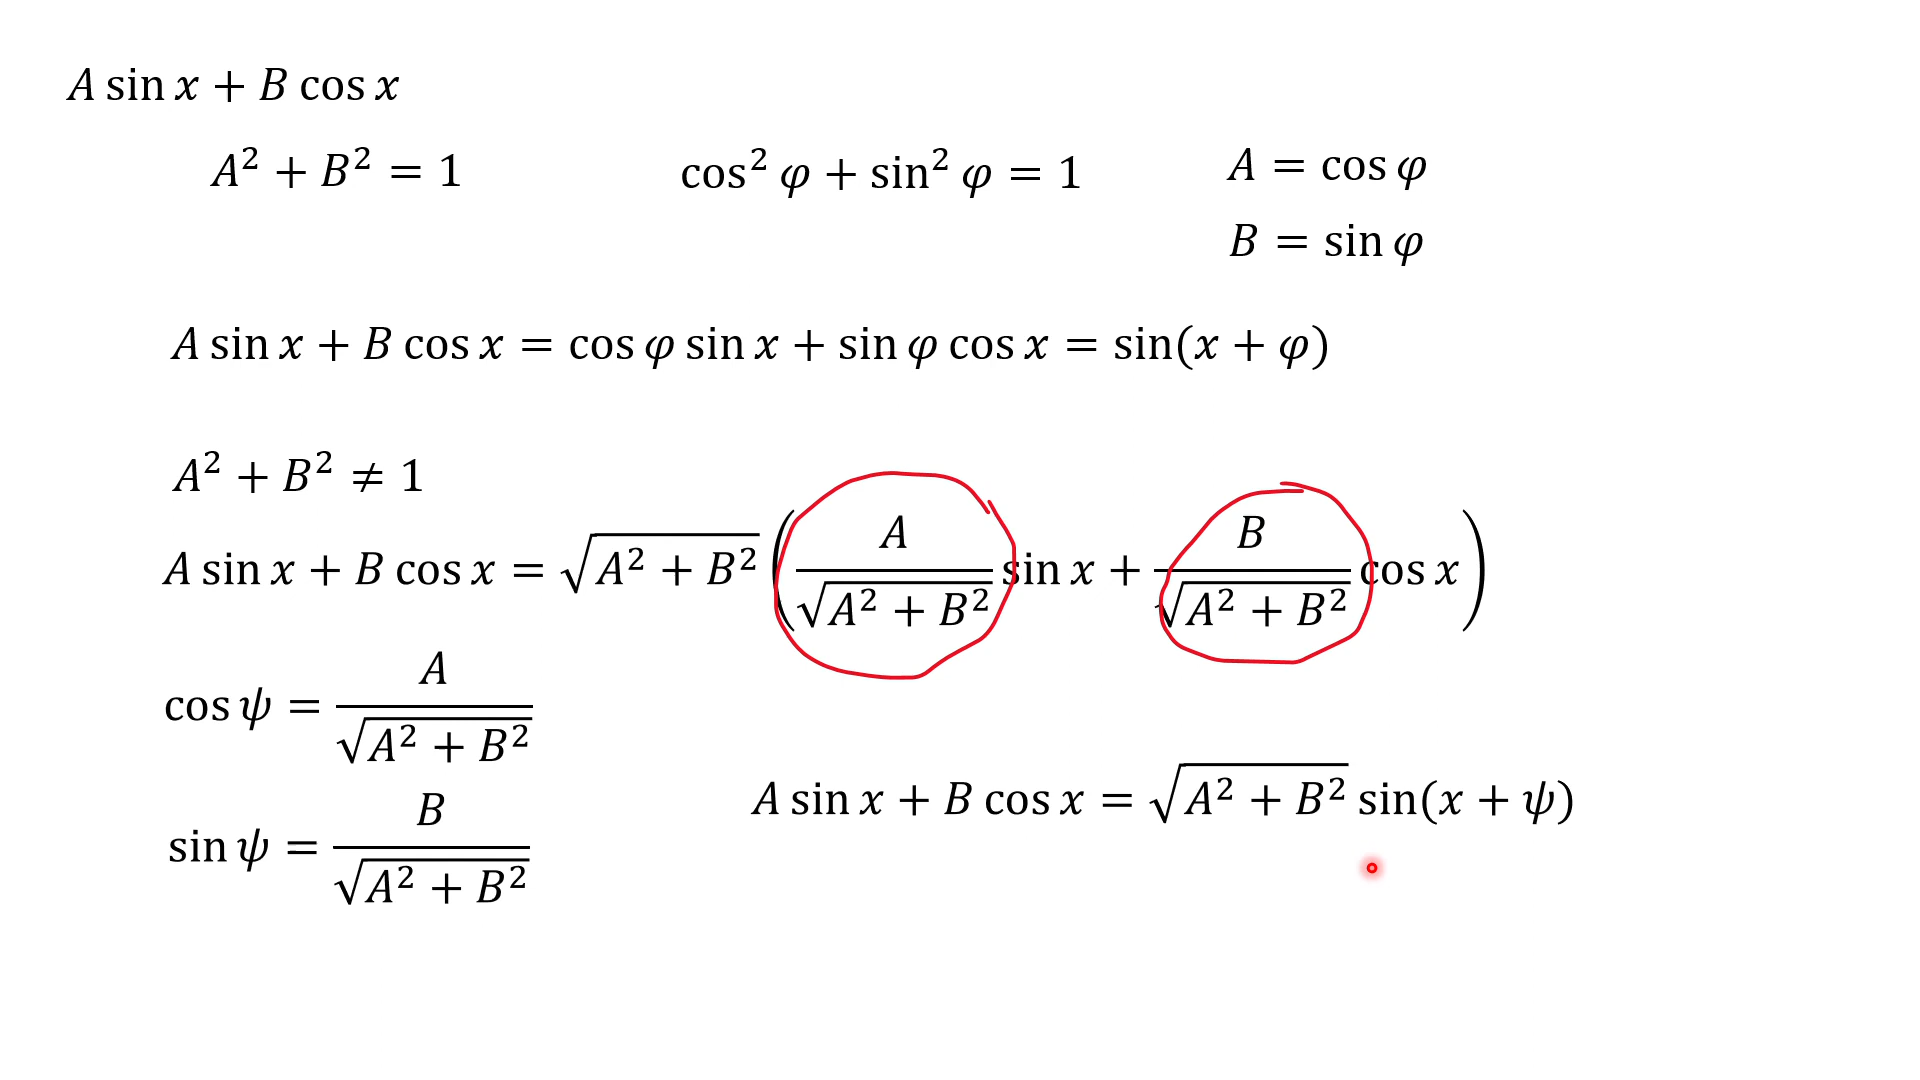 A sin x + B cos x
A² + B² = 1    cos² φ + sin² φ = 1    A = cos φ
B = sin φ
A sin x + B cos x = cos φ sin x + sin φ cos x = sin(x + φ)
A² + B² ≠ 1
A sin x + B cos x = √(A² + B²) (A/√(A² + B²) sin x + B/√(A² + B²) cos x)
cos ψ = A/√(A² + B²)
A sin x + B cos x = √(A² + B²) sin(x + ψ)
sin ψ = B/√(A² + B²)